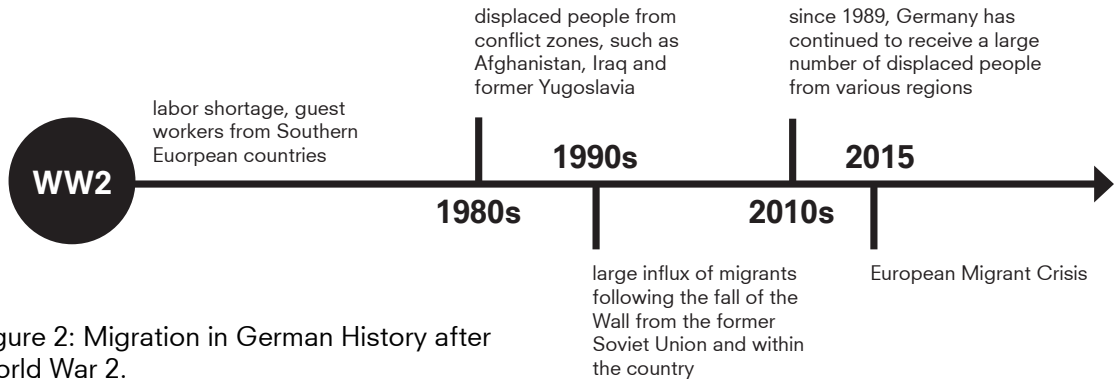 WW2
labor shortage, guest
workers from Southern
Euorpean countries
displaced people from
conflict zones, such as
Afghanistan, Iraq and
former Yugoslavia
1980s
1990s
large influx of migrants
following the fall of the
Wall from the former
Soviet Union and within
the country
since 1989, Germany has
continued to receive a large
number of displaced people
from various regions
2010s
2015
European Migrant Crisis
gure 2: Migration in German History after
orld War 2.